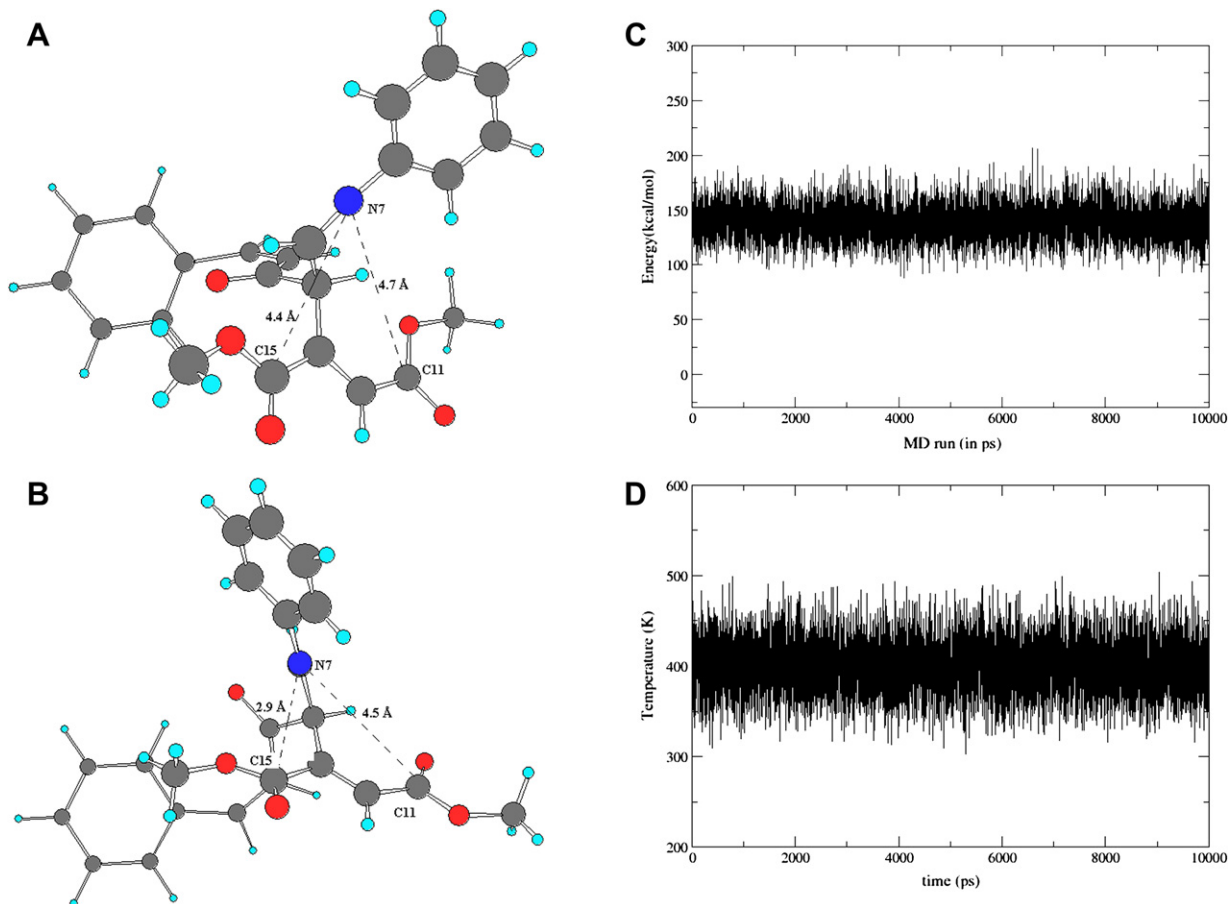 A
N7
4.7 Å
4.4 Å
C15
C11
B
N7
2.9 Å
4.5 Å
C15
C11
C
300
250
200
150
100
50
0
Energy(kcal/mol)
0 2000 4000 6000 8000 10000
MD run (in ps)
D
600
500
400
300
200
Temperature (K)
0 2000 4000 6000 8000 10000
time (ps)